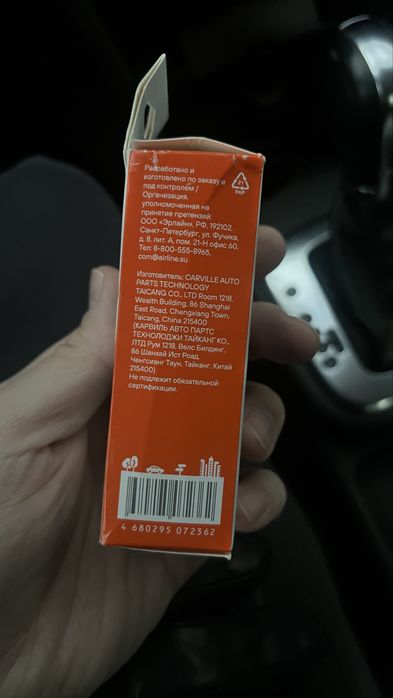 Разработано и
изготовлено по заказу и
под контролем /
Организация,
уполномоченная на
принятие претензий:
ООО «Эрлайн», РФ, 192102,
Санкт-Петербург, ул. Фучика,
д. 8, лит. А, пом. 21-Н офис 60,
Тел: 8-800-555-8965,
com@airline.su
21
PAP
Изготовитель: CARVILLE AUTO
PARTS TECHNOLOGY
TAICANG CO., LTD Room 1218,
Wealth Building, 86 Shanghai
East Road, Chengxiang Town,
Taicang, China 215400
(КАРВИЛЬ АВТО ПАРТС
ТЕХНОЛОДЖИ ТАЙКАНГ КО.,
ЛТД Рум 1218, Велс Билдинг,
86 Шанхай Ист Роад,
Ченгсианг Таун, Тайканг, Китай
215400)
Не подлежит обязательной
сертификации.
4 680295 072362